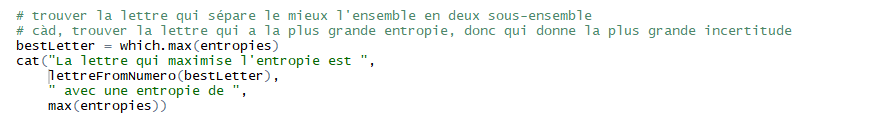 # trouver la lettre qui sépare le mieux l'ensemble en deux sous-ensemble
# càd, trouver la lettre qui a la plus grande entropie, donc qui donne la plus grande incertitude
bestLetter = which.max(entropies)
cat("La lettre qui maximise l'entropie est ",
lettreFromNumero(bestLetter),
" avec une entropie de ",
max(entropies))